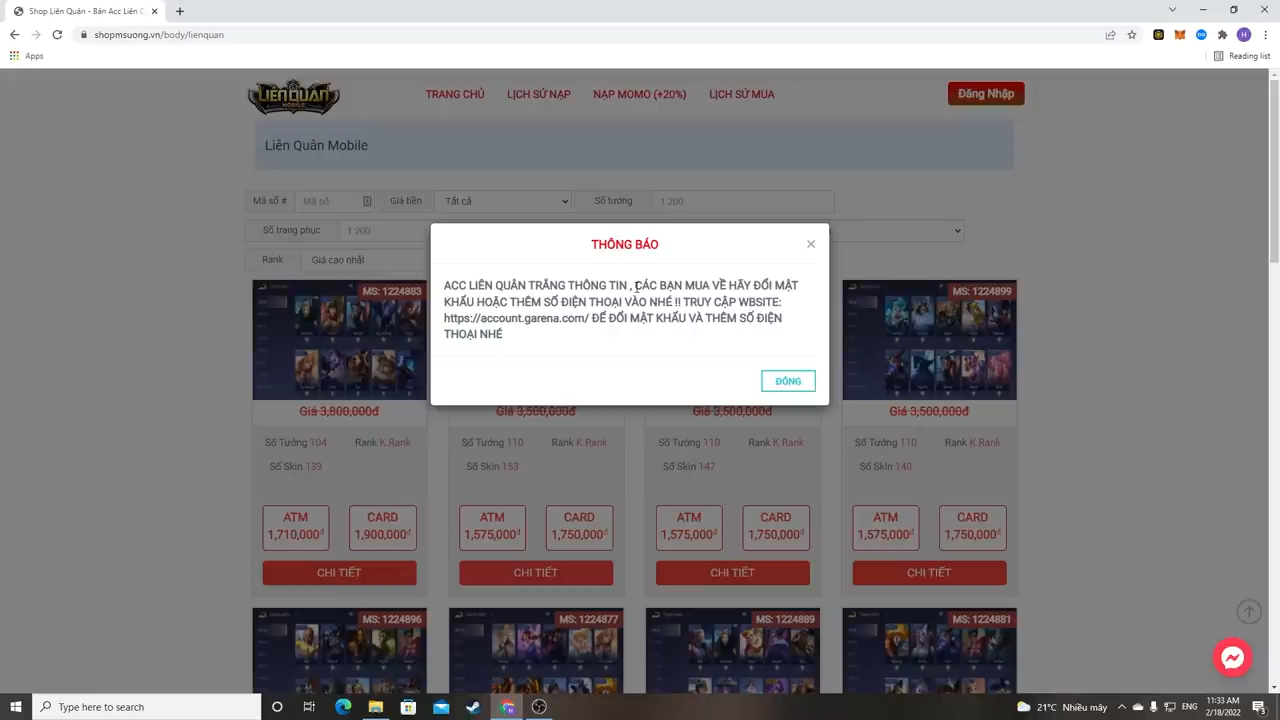 Shop Liên Quân - Bán Acc Liên C
shopmsuong.vn/body/lienquan
Apps
Reading list
LIÊN QUÂN
MOBILE
TRANG CHỦ
LỊCH SỬ NẠP
NẠP MOMO (+20%)
LỊCH SỬ MUA
Đăng Nhập
Liên Quân Mobile
Mã số #
Mã số
Giá tiền
Tất cả
Số tướng
1 200
Số trang phục
1 200
Rank
Giá cao nhất
THÔNG BÁO
ACC LIÊN QUÂN TRẮNG THÔNG TIN , CÁC BẠN MUA VỀ HÃY ĐỔI MẬT
KHẨU HOẶC THÊM SỐ ĐIỆN THOẠI VÀO NHÉ !! TRUY CẬP WBSITE:
https://account.garena.com/ ĐỂ ĐỔI MẬT KHẨU VÀ THÊM SỐ ĐIỆN
THOẠI NHÉ
ĐÓNG
MS: 1224883
MS: 1224899
Giá 3,800,000đ
Giá 3,500,000đ
Giá 3,500,000đ
Giá 3,500,000đ
Số Tướng 104 Rank K.Rank
Số Tướng 110 Rank K.Rank
Số Tướng 110 Rank K.Rank
Số Tướng 110 Rank K.Rank
Số Skin 139
Số Skin 153
Số Skin 147
Số Skin 140
ATM
1,710,000đ
CARD
1,900,000đ
ATM
1,575,000đ
CARD
1,750,000đ
ATM
1,575,000đ
CARD
1,750,000đ
ATM
1,575,000đ
CARD
1,750,000đ
CHI TIẾT
CHI TIẾT
CHI TIẾT
CHI TIẾT
MS: 1224896
MS: 1224877
MS: 1224889
MS: 1224881
Type here to search
21°C Nhiều mây
ENG
11:33 AM
2/18/2022